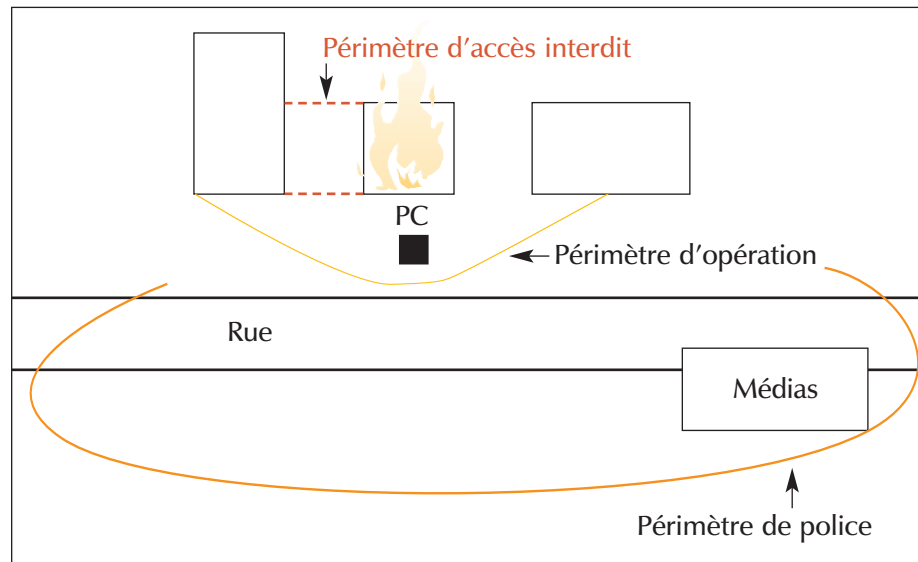 Périmètre d’accès interdit
PC
Périmètre d’opération
Rue
Médias
Périmètre de police